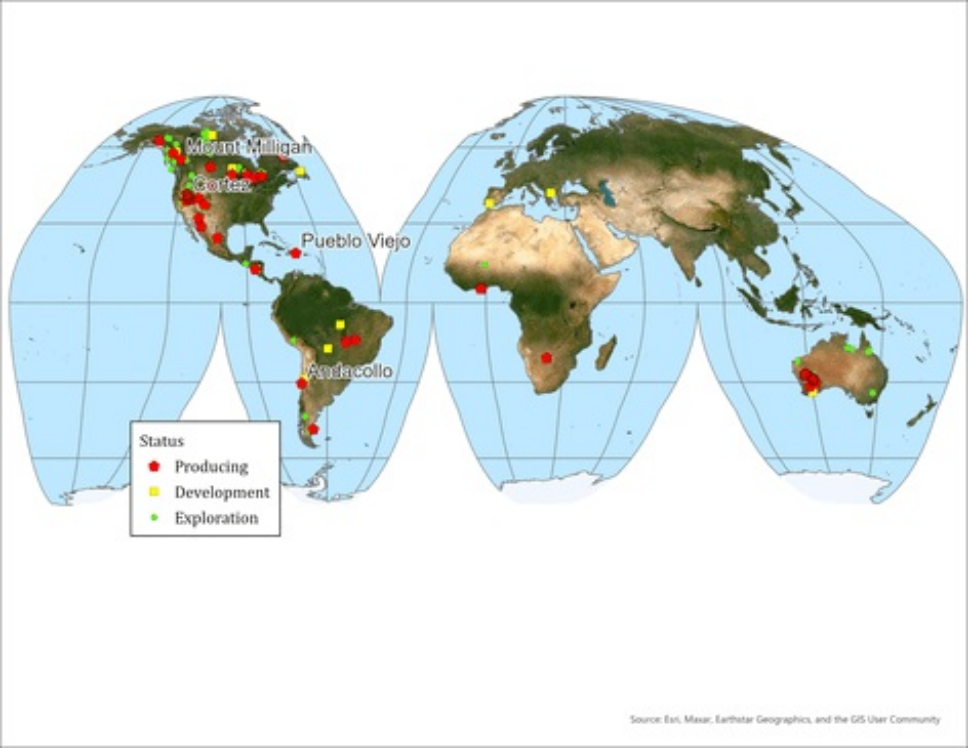 Mount Milligan
Cortez
Pueblo Viejo
Andacollo
Status
Producing
Development
Exploration
Source: Esri, Maxar, Earthstar Geographics, and the GIS User Community